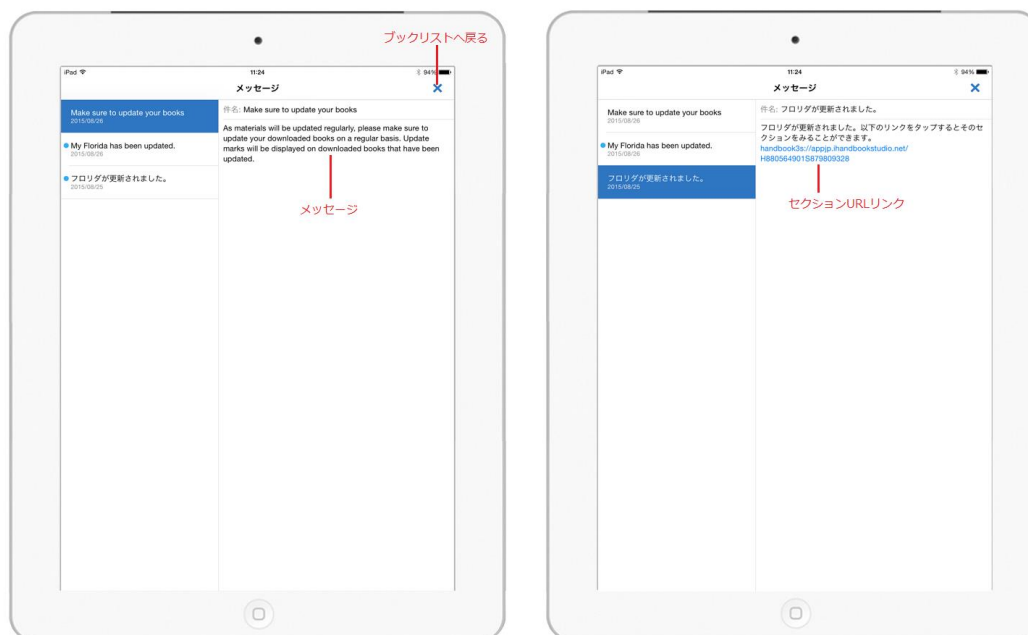 ブックリストへ戻る
iPad
11:24
94%
メッセージ
Make sure to update your books
2015/08/26
My Florida has been updated.
2015/08/26
フロリダが更新されました。
2015/08/25
件名: Make sure to update your books
As materials will be updated regularly, please make sure to
update your downloaded books on a regular basis. Update
marks will be displayed on downloaded books that have been
updated.
メッセージ
iPad
11:24
94%
メッセージ
Make sure to update your books
2015/08/26
My Florida has been updated.
2015/08/26
フロリダが更新されました。
2015/08/25
件名: フロリダが更新されました。
フロリダが更新されました。以下のリンクをタップするとそのセ
クションをみることができます。
handbook3s://appjp.ihandbookstudio.net/
H880564901S879809328
セクションURLリンク